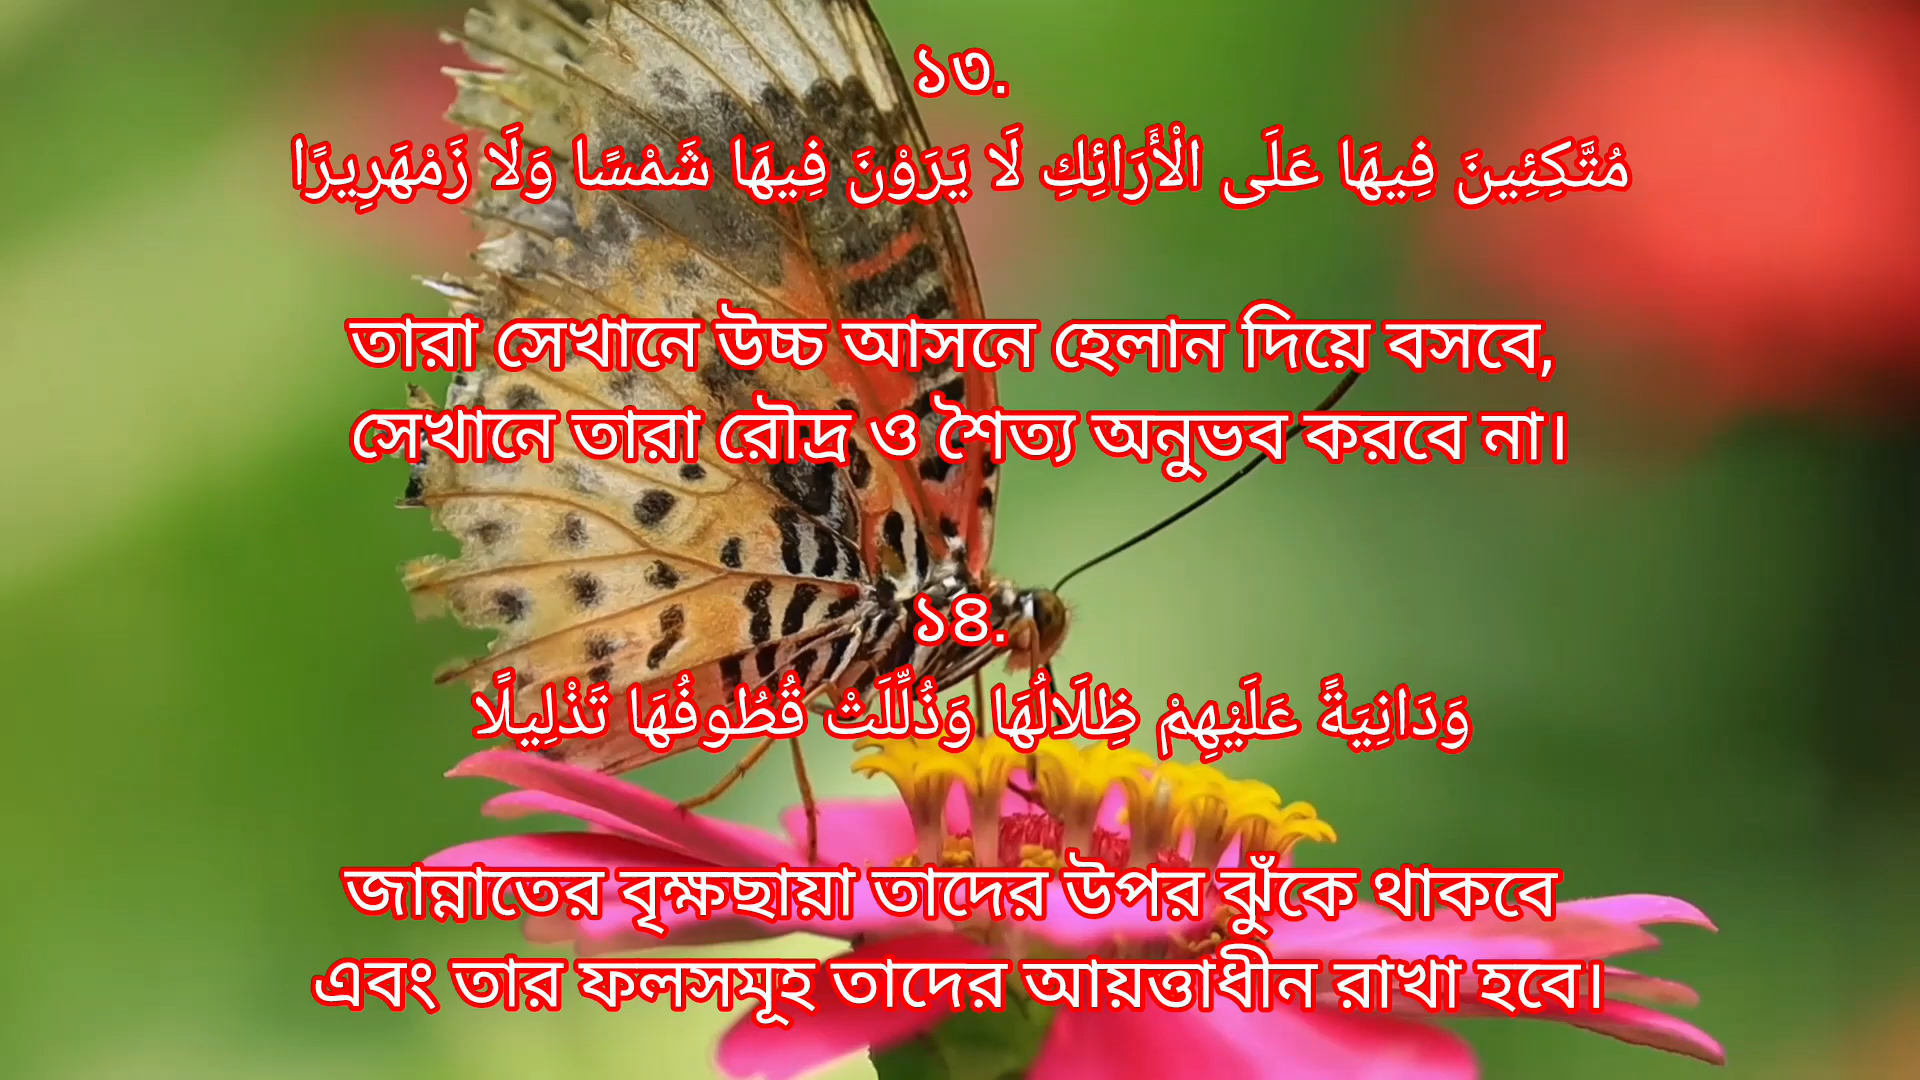 ১৩.
مُتَّكِئِينَ فِيهَا عَلَى الْأَرَائِكِ لَا يَرَوْنَ فِيهَا شَمْسًا وَلَا زَمْهَرِيرًا
তারা সেখানে উচ্চ আসনে হেলান দিয়ে বসবে,
সেখানে তারা রৌদ্র ও শৈত্য অনুভব করবে না।
১৪.
وَدَانِيَةً عَلَيْهِمْ ظِلَالُهَا وَذُلِّلَتْ قُطُوفُهَا تَذْلِيلًا
জান্নাতের বৃক্ষছায়া তাদের উপর ঝুঁকে থাকবে
এবং তার ফলসমূহ তাদের আয়ত্তাধীন রাখা হবে।